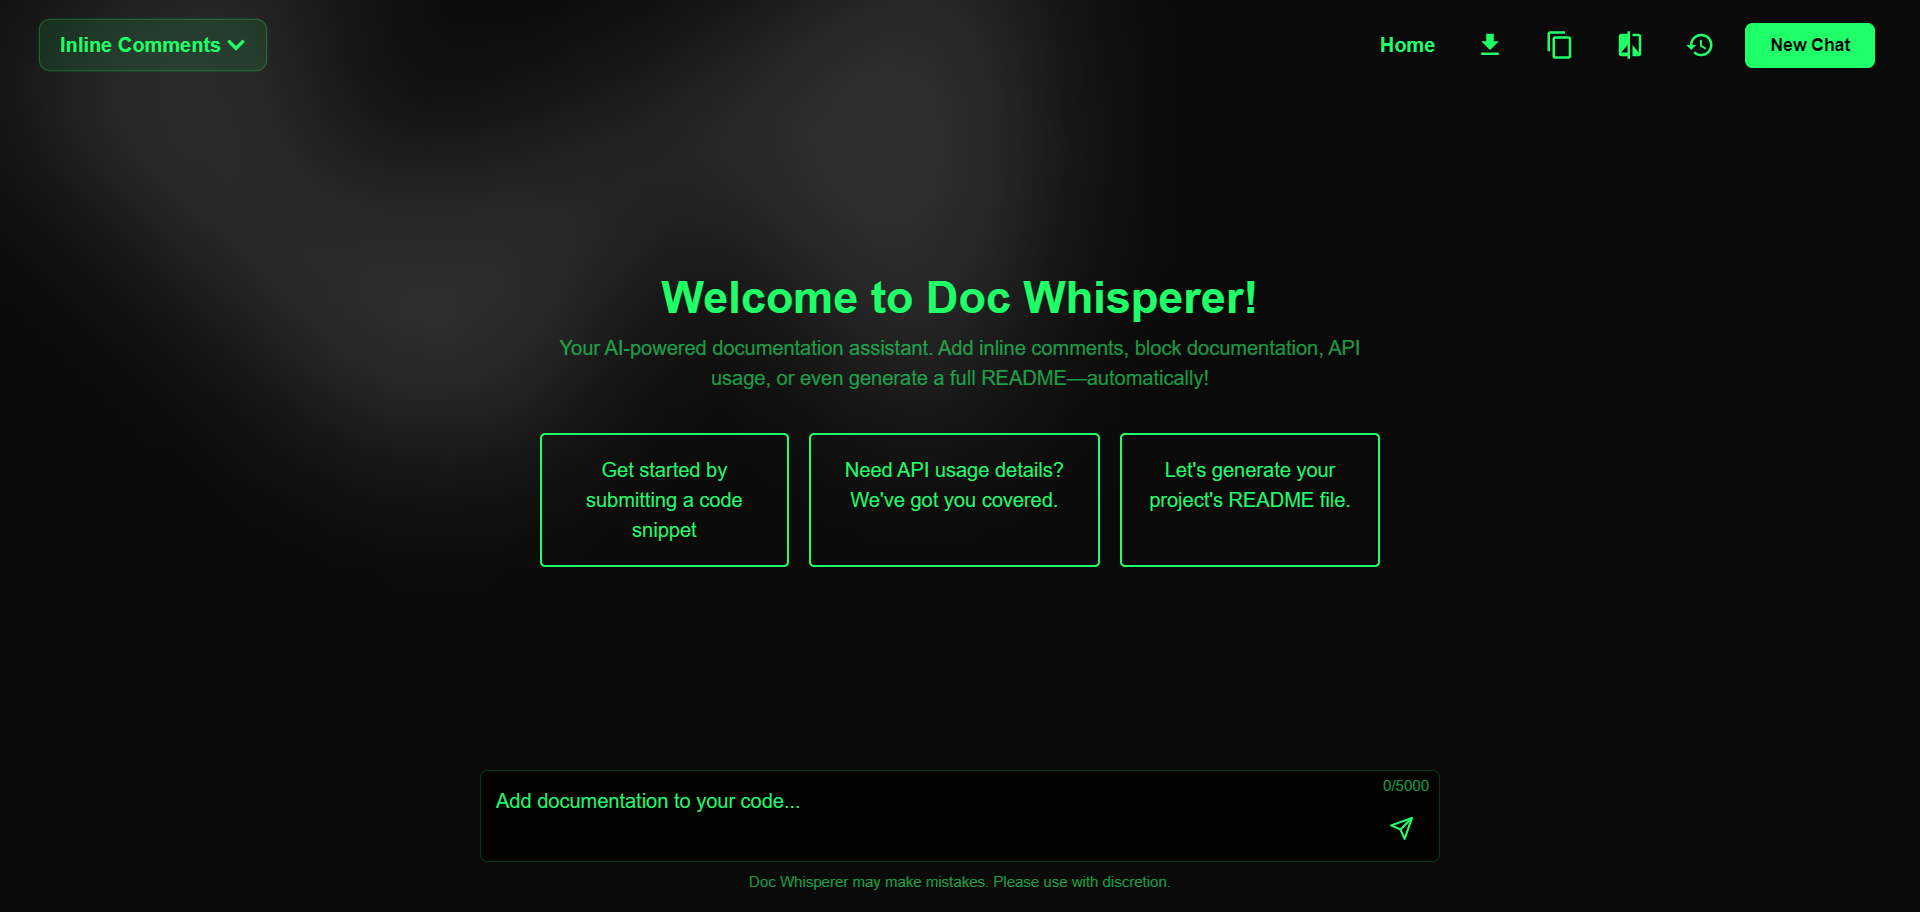 Inline Comments
Home
New Chat
Welcome to Doc Whisperer!
Your AI-powered documentation assistant. Add inline comments, block documentation, API
usage, or even generate a full README—automatically!
Get started by
submitting a code
snippet
Need API usage details?
We've got you covered.
Let's generate your
project's README file.
0/5000
Add documentation to your code...
Doc Whisperer may make mistakes. Please use with discretion.